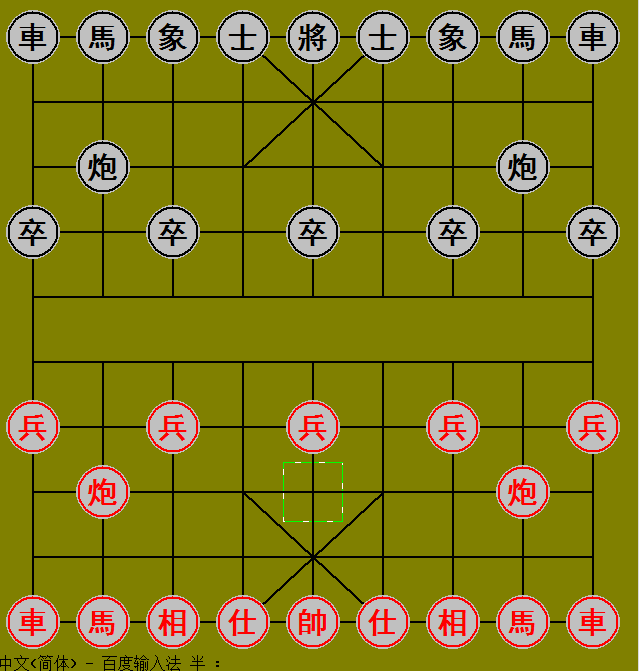 車馬象士將士象馬車
炮炮
卒卒卒卒卒
兵兵兵兵兵
炮炮
車馬相仕帥仕相馬車
中文(简体) - 百度输入法 半 :